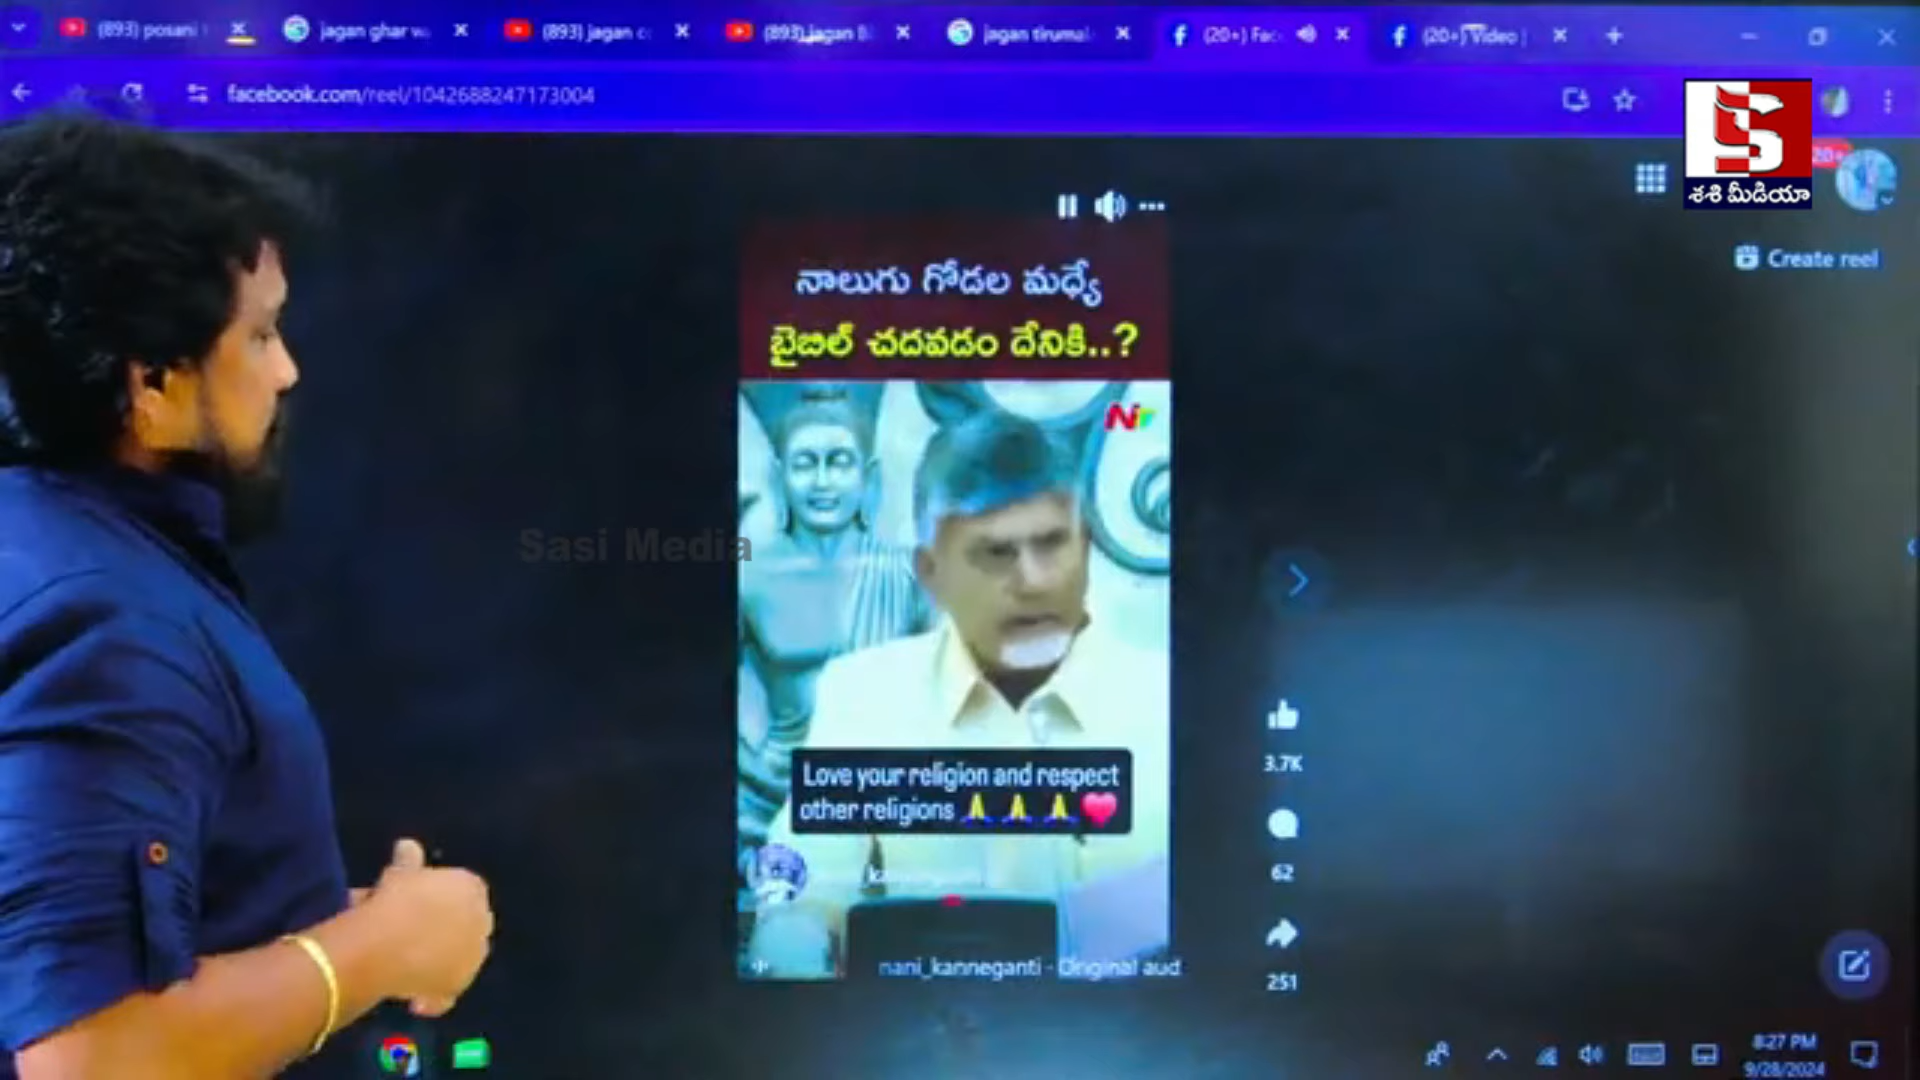 (893) posani
jagan ghar w
(893) jagan c
(893) jagan B
jagan tirumal
(20+) Fac
(20+) Video |
facebook.com/reel/1042688247173004
S
శశి మీడియా
20+
Create reel
నాలుగు గోడల మధ్యే
బైబిల్ చదవడం దేనికి..?
Love your religion and respect
other religions 🙏 🙏 🙏 ❤️
Sasi Media
3.7K
62
251
nani_kanneganti - Original aud
8:27 PM
9/28/2024